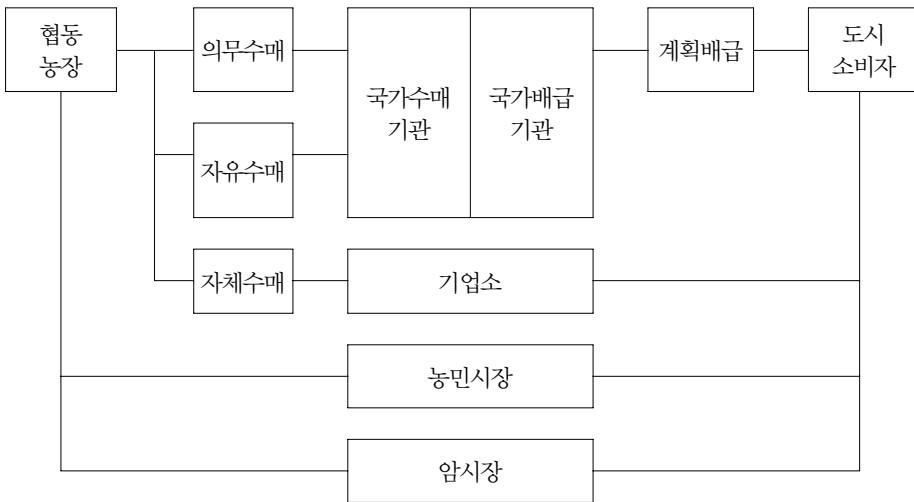 협동
농장
의무수매
국가수매
기관
국가배급
기관
계획배급
도시
소비자
자유수매
자체수매
기업소
농민시장
암시장